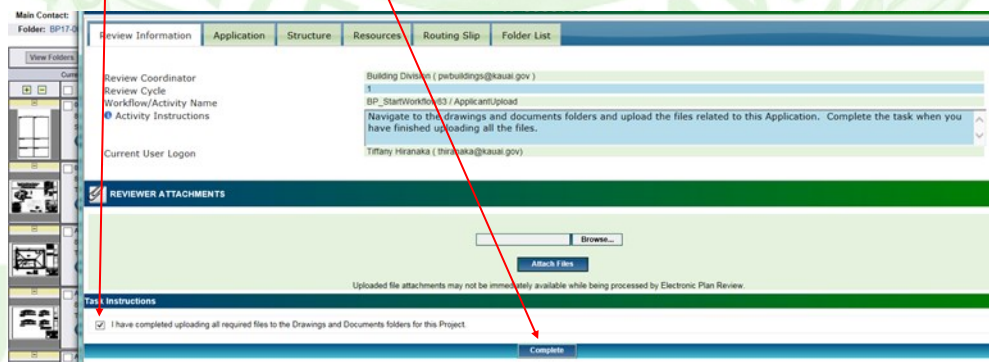 Main Contact:
Folder: BP17-0
View Folders
Review Information Application Structure Resources Routing Slip Folder List
Review Coordinator Building Division ( pwbuildings@kauai.gov )
Review Cycle 1
Workflow/Activity Name BP_StartWorkflow83 / ApplicantUpload
Activity Instructions Navigate to the drawings and documents folders and upload the files related to this Application. Complete the task when you
have finished uploading all the files.
Current User Logon Tiffany Hiranaka ( thiranaka@kauai.gov)
REVIEWER ATTACHMENTS
Browse...
Attach Files
Uploaded file attachments may not be immediately available while being processed by Electronic Plan Review.
Task Instructions
I have completed uploading all required files to the Drawings and Documents folders for this Project.
Complete